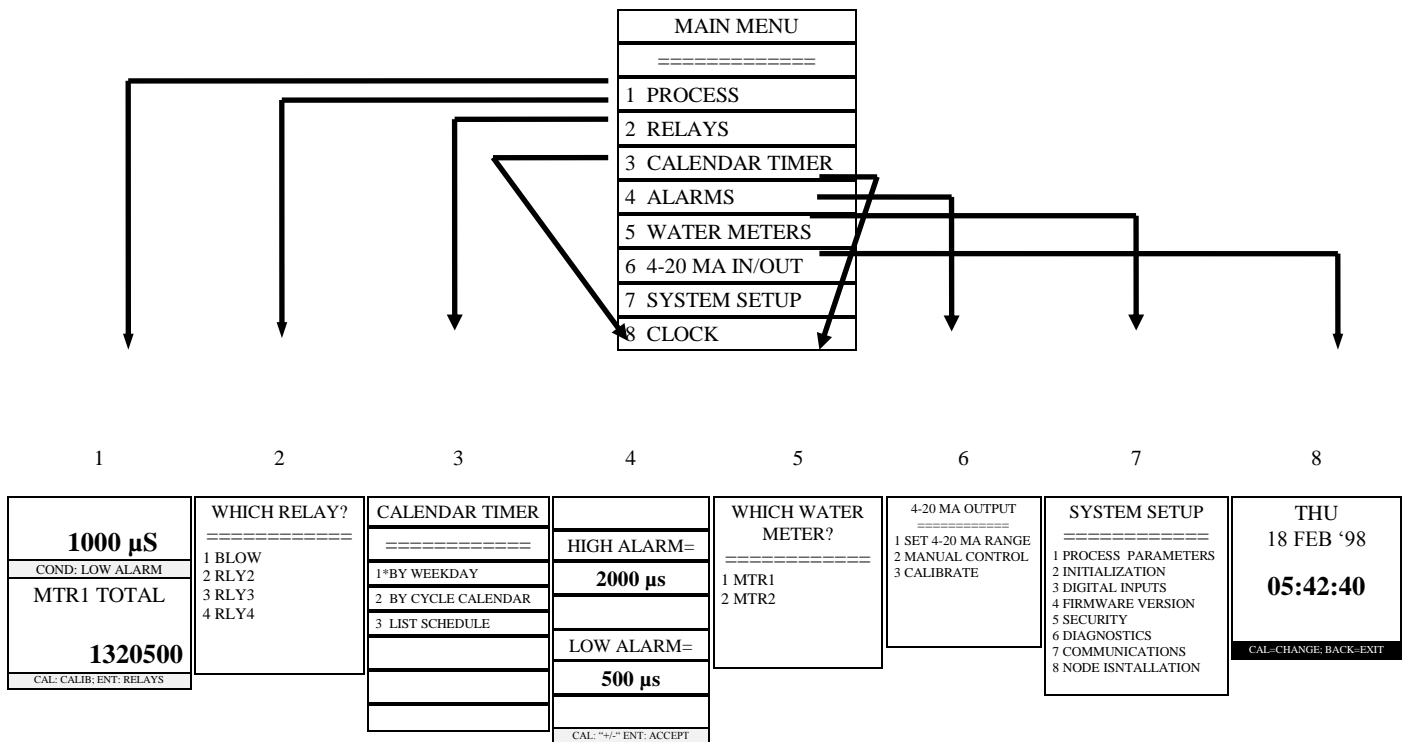 MAIN MENU
=============
1 PROCESS
2 RELAYS
3 CALENDAR TIMER
4 ALARMS
5 WATER METERS
6 4-20 MA IN/OUT
7 SYSTEM SETUP
8 CLOCK
1 2 3 4 5 6 7 8
1000 µS
COND: LOW ALARM
MTR1 TOTAL
1320500
CAL: CALIB; ENT: RELAYS
WHICH RELAY?
============
1 BLOW
2 RLY2
3 RLY3
4 RLY4
CALENDAR TIMER
============
1*BY WEEKDAY
2 BY CYCLE CALENDAR
3 LIST SCHEDULE
HIGH ALARM=
2000 µs
LOW ALARM=
500 µs
CAL: “+/-“ ENT: ACCEPT
WHICH WATER
METER?
============
1 MTR1
2 MTR2
4-20 MA OUTPUT
============
1 SET 4-20 MA RANGE
2 MANUAL CONTROL
3 CALIBRATE
SYSTEM SETUP
============
1 PROCESS PARAMETERS
2 INITIALIZATION
3 DIGITAL INPUTS
4 FIRMWARE VERSION
5 SECURITY
6 DIAGNOSTICS
7 COMMUNICATIONS
8 NODE ISNTALLATION
THU
18 FEB ‘98
05:42:40
CAL=CHANGE; BACK=EXIT